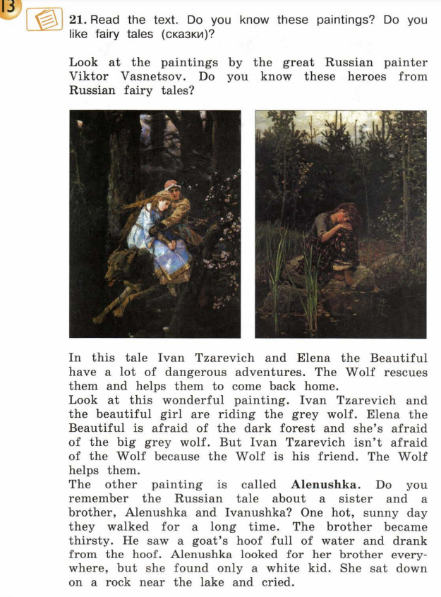 13
21. Read the text. Do you know these paintings? Do you
like fairy tales (сказки)?
Look at the paintings by the great Russian painter
Viktor Vasnetsov. Do you know these heroes from
Russian fairy tales?
In this tale Ivan Tzarevich and Elena the Beautiful
have a lot of dangerous adventures. The Wolf rescues
them and helps them to come back home.
Look at this wonderful painting. Ivan Tzarevich and
the beautiful girl are riding the grey wolf. Elena the
Beautiful is afraid of the dark forest and she's afraid
of the big grey wolf. But Ivan Tzarevich isn't afraid
of the Wolf because the Wolf is his friend. The Wolf
helps them.
The other painting is called Alenushka. Do you
remember the Russian tale about a sister and a
brother, Alenushka and Ivanushka? One hot, sunny day
they walked for a long time. The brother became
thirsty. He saw a goat's hoof full of water and drank
from the hoof. Alenushka looked for her brother every-
where, but she found only a white kid. She sat down
on a rock near the lake and cried.